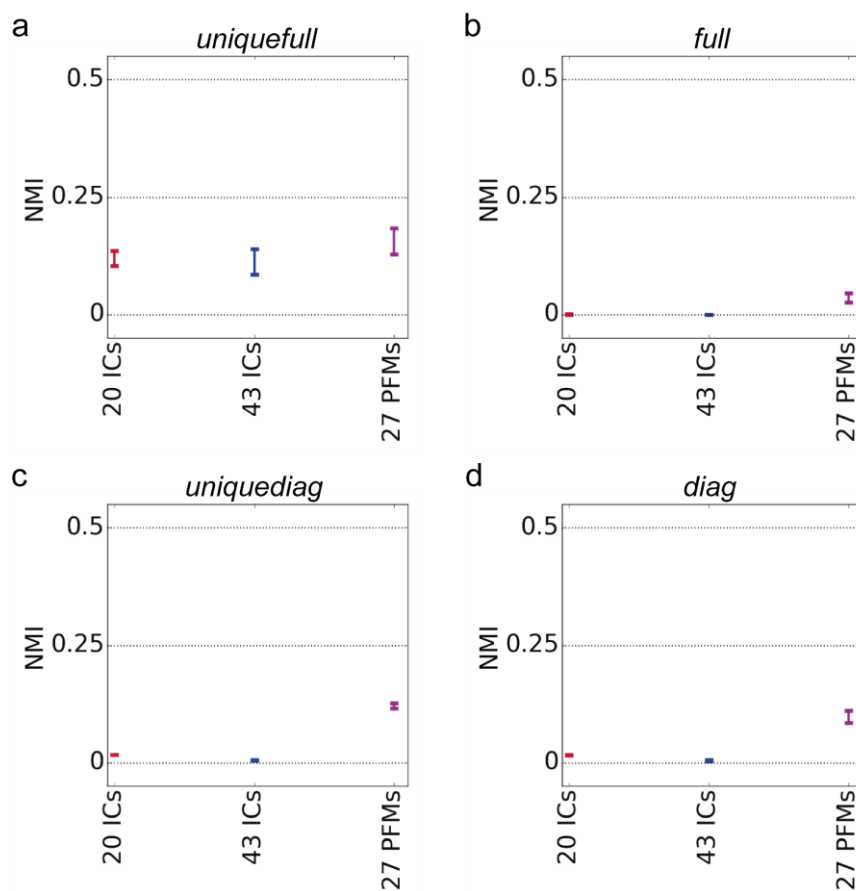 a
uniquefull
0.5
0.25
0
NMI
20 ICs
43 ICs
27 PFMs
b
full
0.5
0.25
0
NMI
20 ICs
43 ICs
27 PFMs
c
uniquediag
0.5
0.25
0
NMI
20 ICs
43 ICs
27 PFMs
d
diag
0.5
0.25
0
NMI
20 ICs
43 ICs
27 PFMs